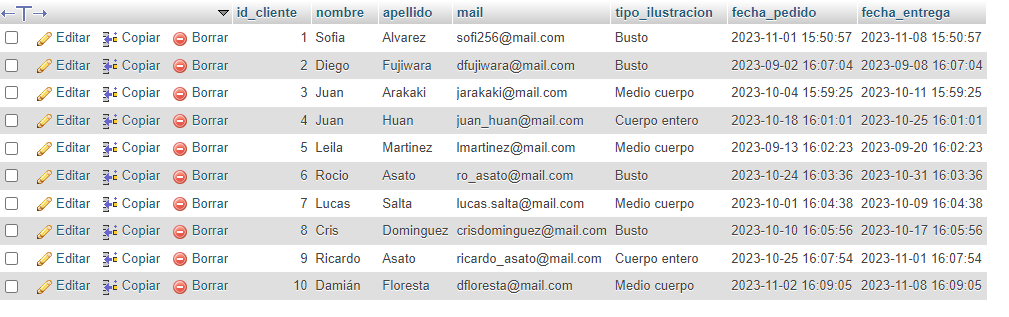 id_cliente nombre apellido mail tipo_ilustracion fecha_pedido fecha_entrega
Editar Copiar Borrar 1 Sofia Alvarez sofi256@mail.com Busto 2023-11-01 15:50:57 2023-11-08 15:50:57
Editar Copiar Borrar 2 Diego Fujiwara dfujiwara@mail.com Busto 2023-09-02 16:07:04 2023-09-08 16:07:04
Editar Copiar Borrar 3 Juan Arakaki jarakaki@mail.com Medio cuerpo 2023-10-04 15:59:25 2023-10-11 15:59:25
Editar Copiar Borrar 4 Juan Huan juan_huan@mail.com Cuerpo entero 2023-10-18 16:01:01 2023-10-25 16:01:01
Editar Copiar Borrar 5 Leila Martinez lmartinez@mail.com Medio cuerpo 2023-09-13 16:02:23 2023-09-20 16:02:23
Editar Copiar Borrar 6 Rocio Asato ro_asato@mail.com Busto 2023-10-24 16:03:36 2023-10-31 16:03:36
Editar Copiar Borrar 7 Lucas Salta lucas.salta@mail.com Medio cuerpo 2023-10-01 16:04:38 2023-10-09 16:04:38
Editar Copiar Borrar 8 Cris Dominguez crisdominguez@mail.com Busto 2023-10-10 16:05:56 2023-10-17 16:05:56
Editar Copiar Borrar 9 Ricardo Asato ricardo_asato@mail.com Cuerpo entero 2023-10-25 16:07:54 2023-11-01 16:07:54
Editar Copiar Borrar 10 Damián Floresta dfloresta@mail.com Medio cuerpo 2023-11-02 16:09:05 2023-11-08 16:09:05